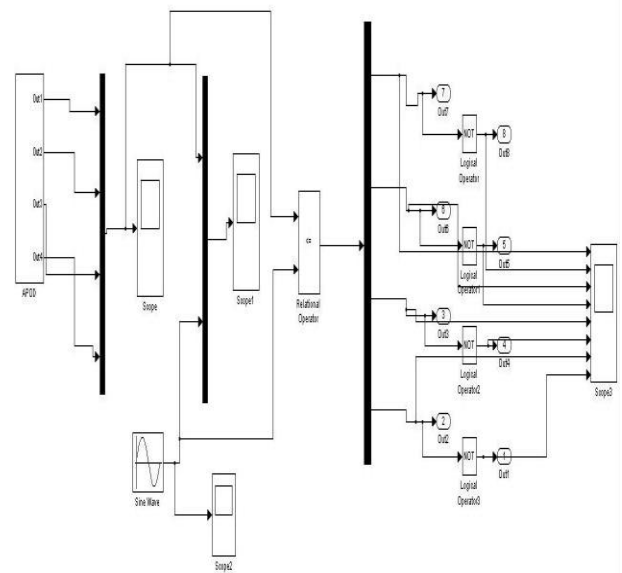 Out1
Out2
Out3
Out4
APOD
Scope
Scope1
<=
Relational
Operator
Sine Wave
Scope2
7
Out7
NOT
Logical
Operator
8
Out8
6
Out6
NOT
Logical
Operator1
5
Out5
3
Out3
NOT
Logical
Operator2
4
Out4
2
Out2
NOT
Logical
Operator3
1
Out1
Scope3